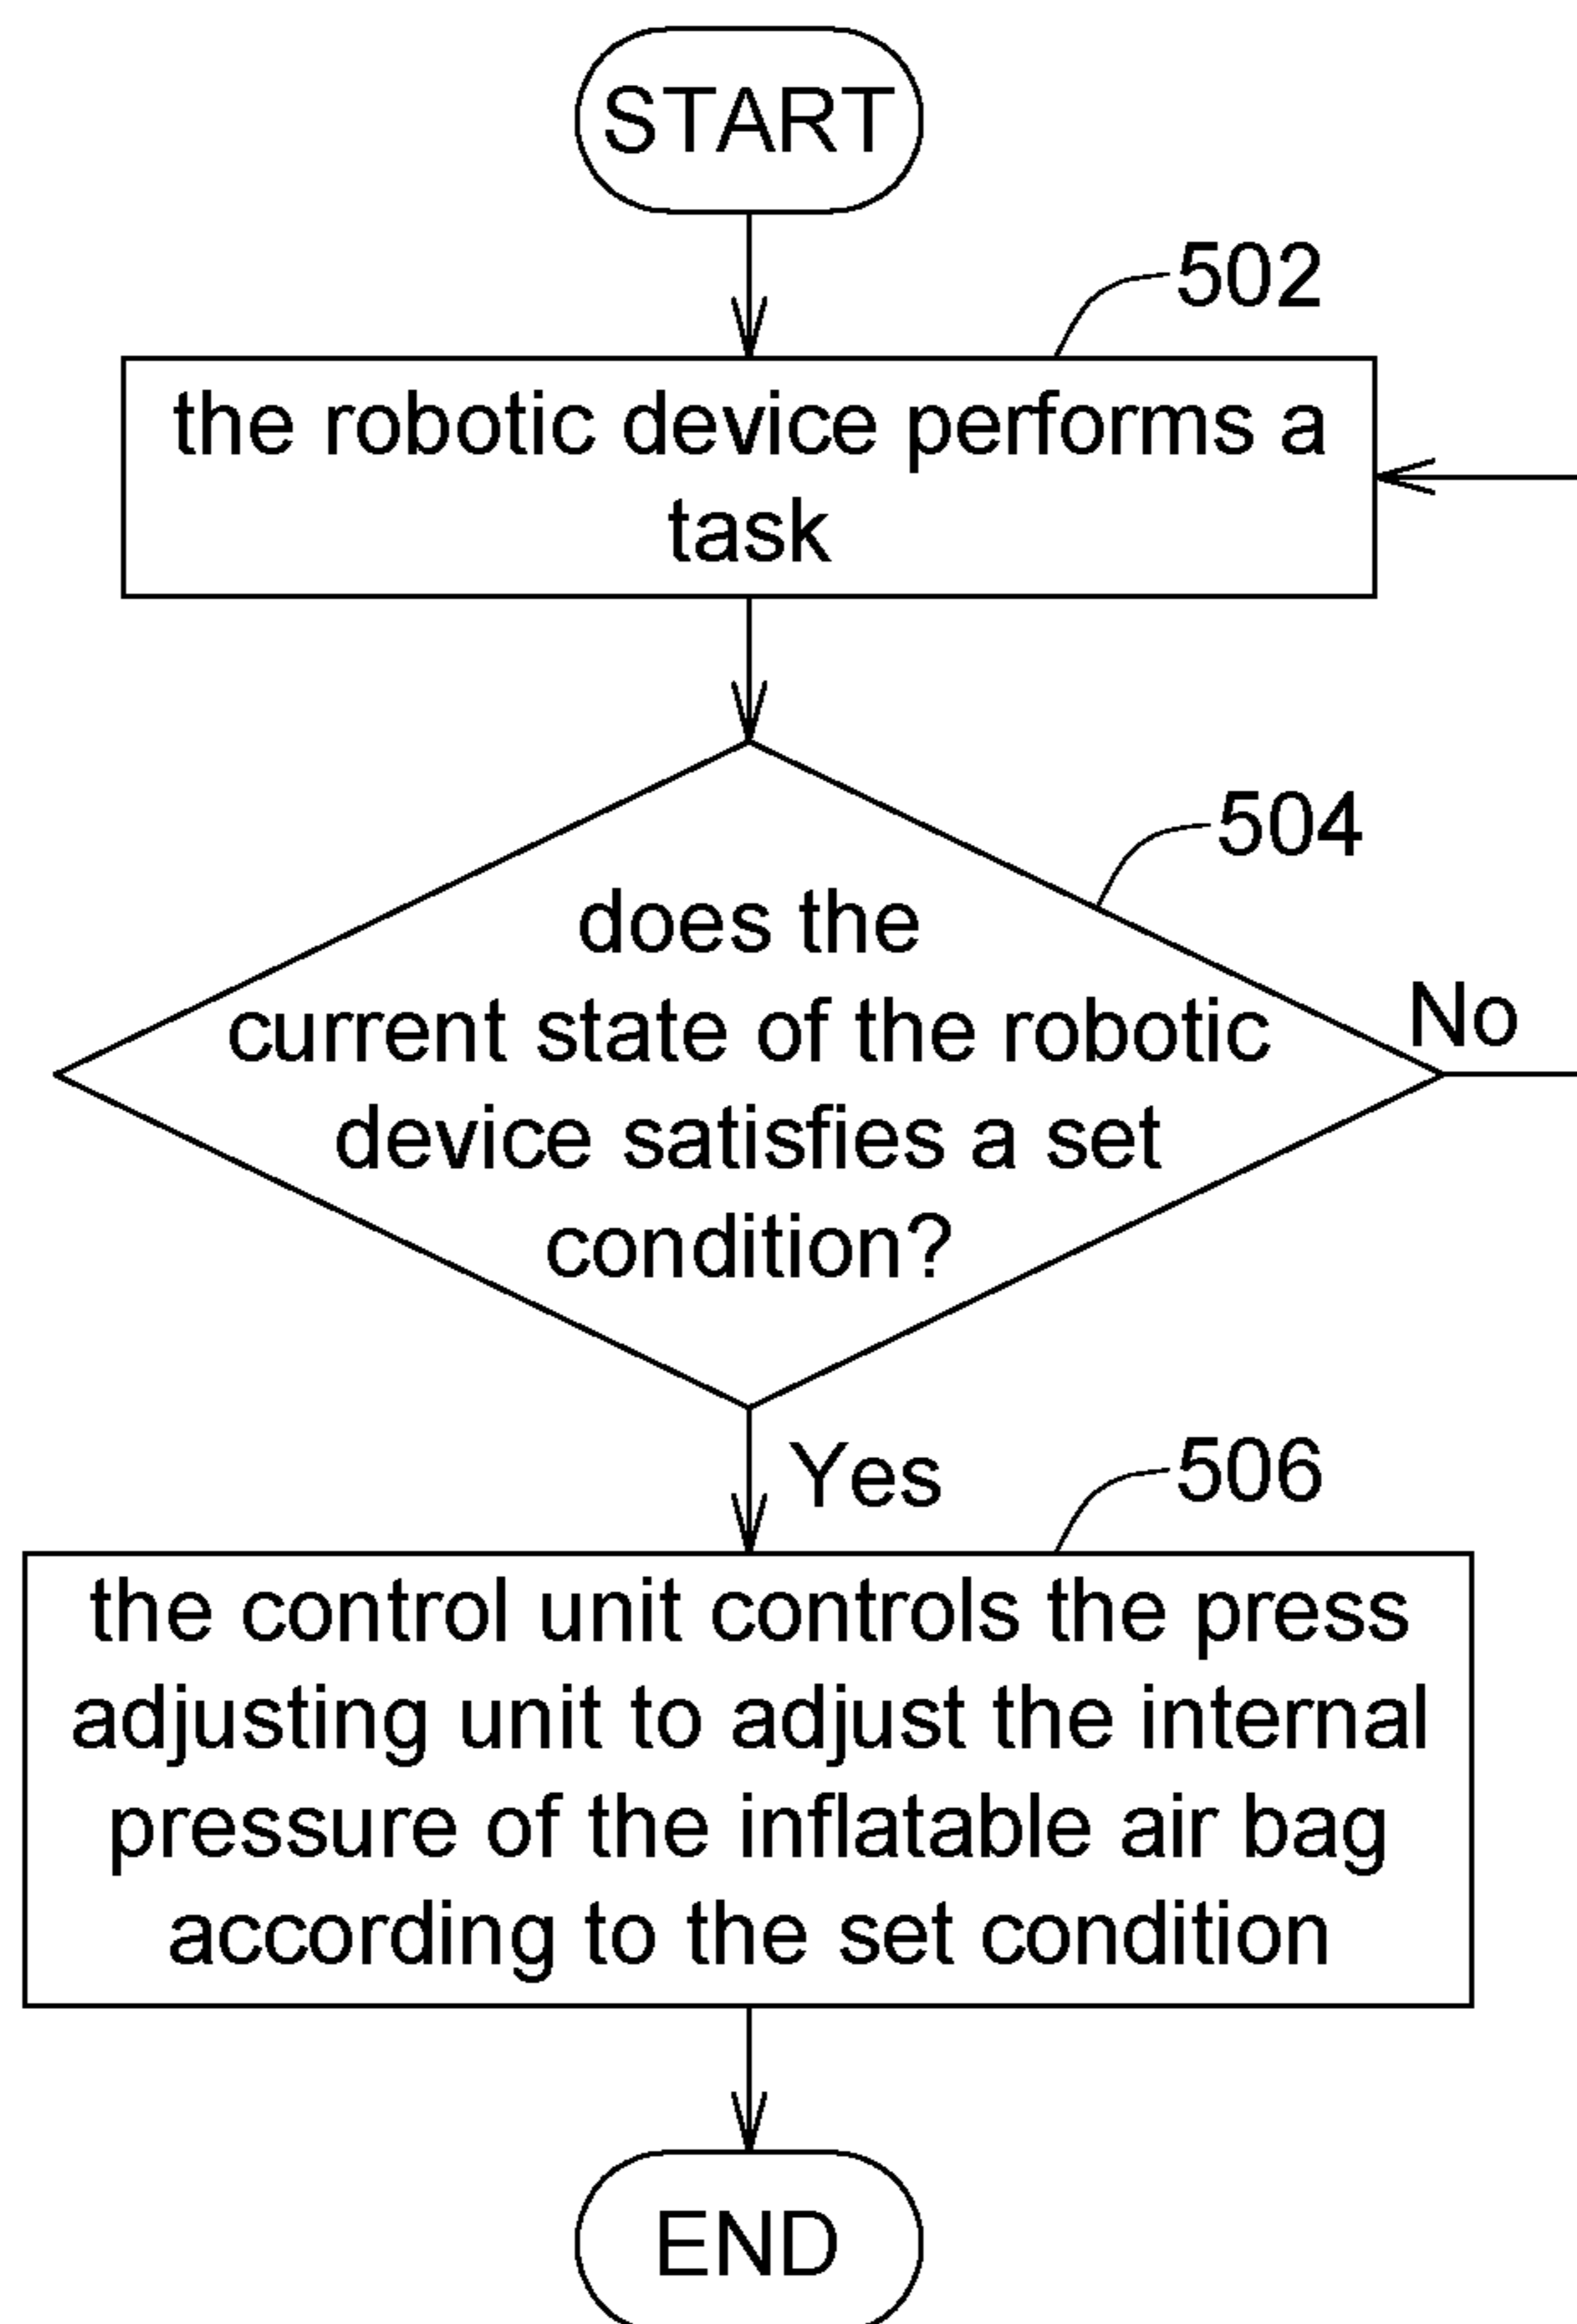 START
502
the robotic device performs a
task
504
does the
current state of the robotic
device satisfies a set
condition?
No
Yes
506
the control unit controls the press
adjusting unit to adjust the internal
pressure of the inflatable air bag
according to the set condition
END